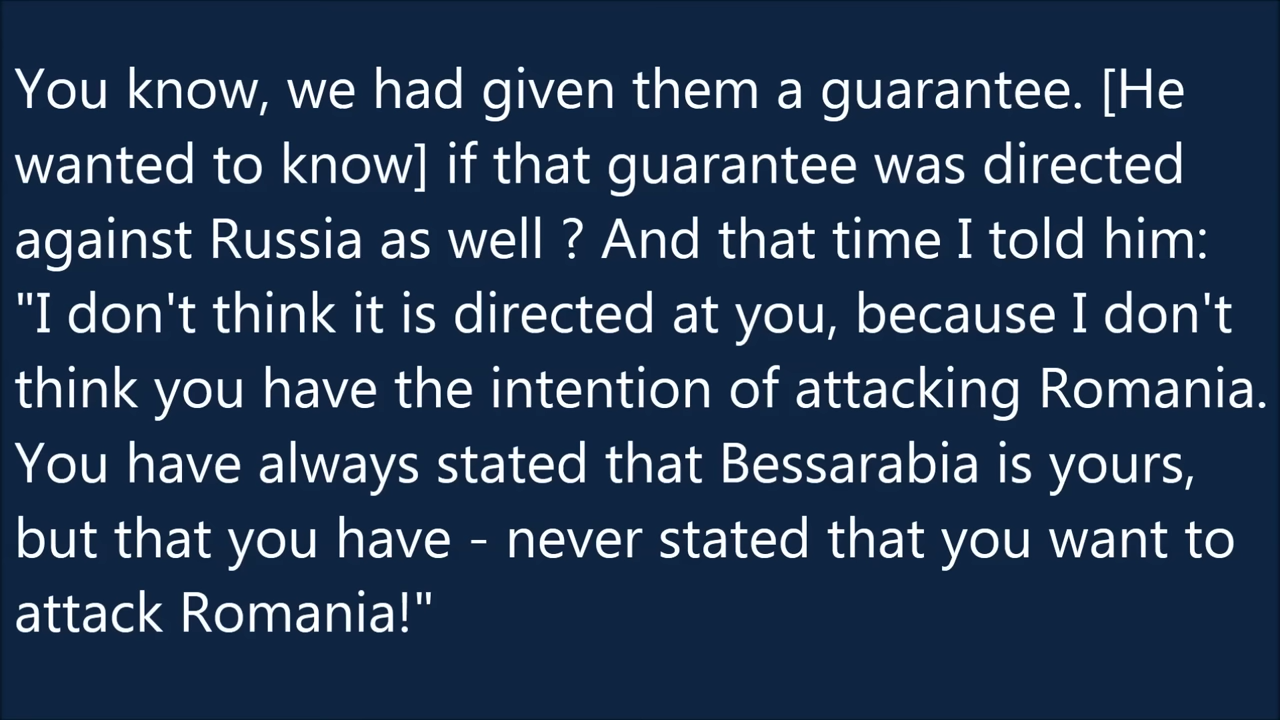 You know, we had given them a guarantee. [He
wanted to know] if that guarantee was directed
against Russia as well ? And that time I told him:
"I don't think it is directed at you, because I don't
think you have the intention of attacking Romania.
You have always stated that Bessarabia is yours,
but that you have - never stated that you want to
attack Romania!"